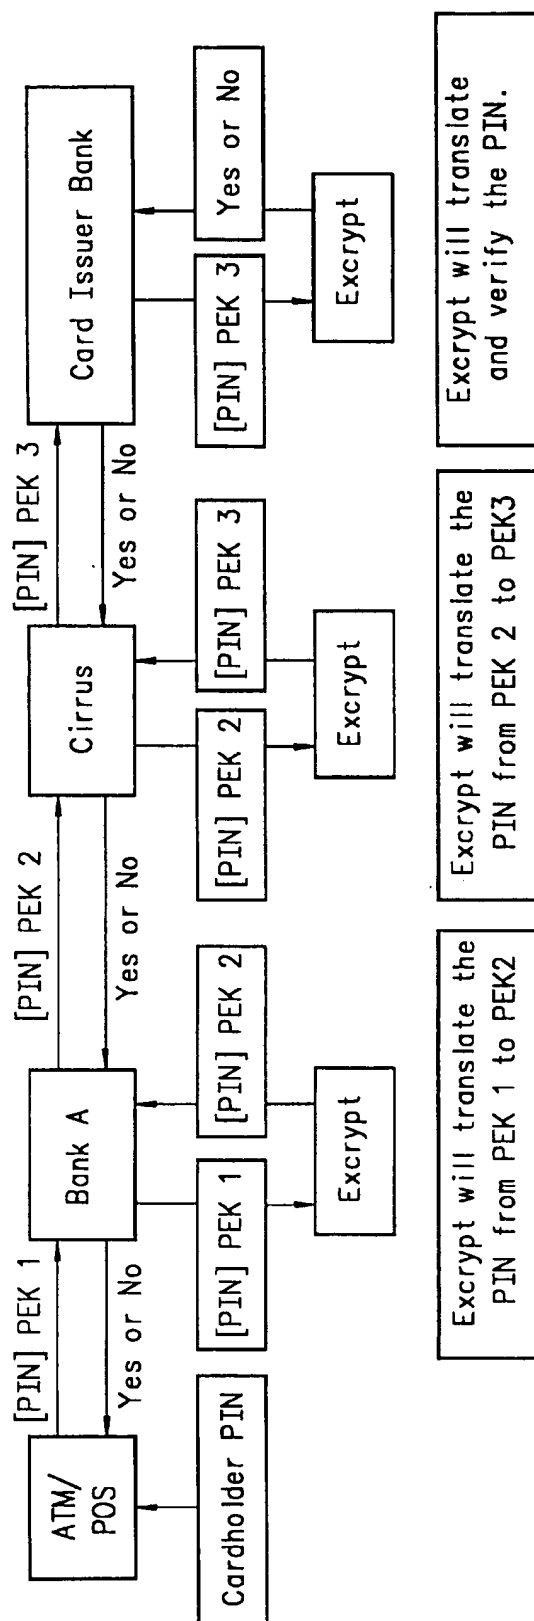 [PIN] PEK 1
[PIN] PEK 2
[PIN] PEK 3
ATM/
POS
Bank A
Cirrus
Card Issuer Bank
Yes or No
Yes or No
Yes or No
Cardholder PIN
[PIN] PEK 1
[PIN] PEK 2
[PIN] PEK 2
[PIN] PEK 3
[PIN] PEK 3
Yes or No
Excrypt
Excrypt
Excrypt
Excrypt will translate the
PIN from PEK 1 to PEK2
Excrypt will translate the
PIN from PEK 2 to PEK3
Excrypt will translate
and verify the PIN.